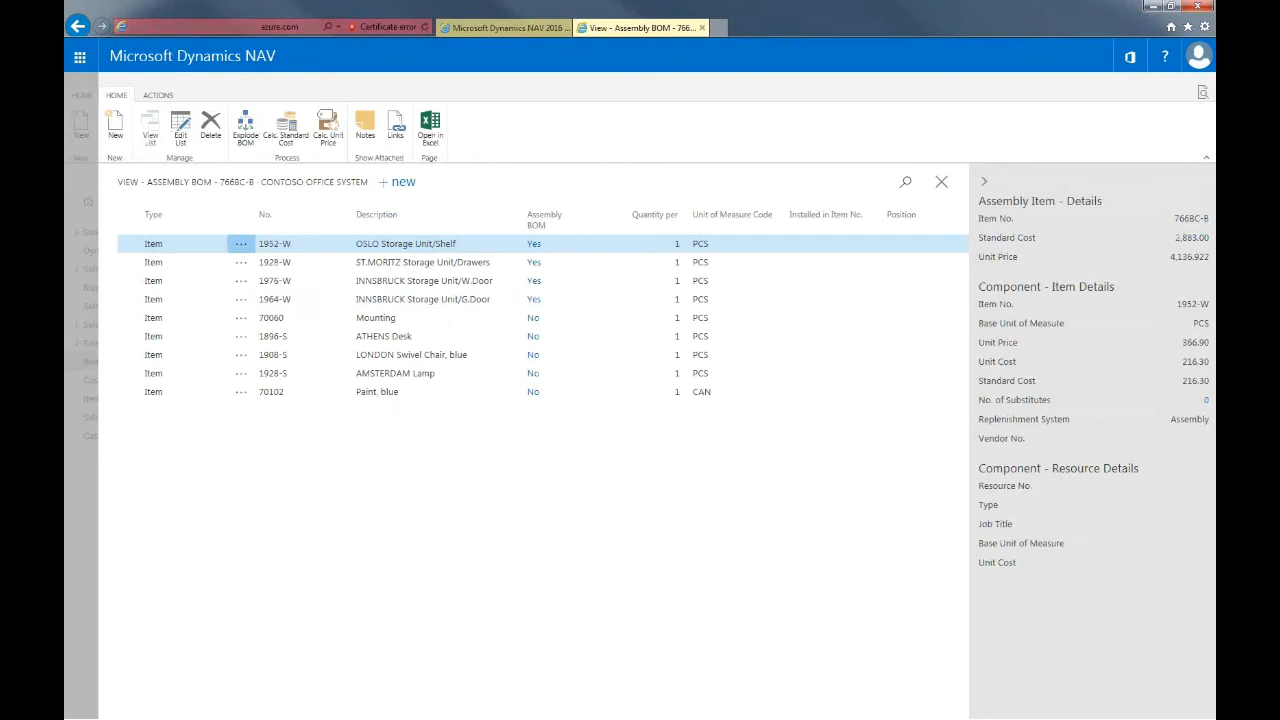 azure.com
Certificate error
Microsoft Dynamics NAV 2016 ...
View - Assembly BOM - 766...
Microsoft Dynamics NAV
?
HOME
HOME
ACTIONS
New
New
View List
Edit List
Delete
Explode BOM
Calc. Standard Cost
Calc. Unit Price
Notes
Links
Open in Excel
New
New
Manage
Process
Show Attached
Page
VIEW - ASSEMBLY BOM - 766BC-B · CONTOSO OFFICE SYSTEM
+ new
Type No. Description Assembly BOM Quantity per Unit of Measure Code Installed in Item No. Position
Item ... 1952-W OSLO Storage Unit/Shelf Yes 1 PCS
Item ... 1928-W ST.MORITZ Storage Unit/Drawers Yes 1 PCS
Item ... 1976-W INNSBRUCK Storage Unit/W.Door Yes 1 PCS
Item ... 1964-W INNSBRUCK Storage Unit/G.Door Yes 1 PCS
Item ... 70060 Mounting No 1 PCS
Item ... 1896-S ATHENS Desk No 1 PCS
Item ... 1908-S LONDON Swivel Chair, blue No 1 PCS
Item ... 1928-S AMSTERDAM Lamp No 1 PCS
Item ... 70102 Paint, blue No 1 CAN
Assembly Item - Details
Item No. 766BC-B
Standard Cost 2,883.00
Unit Price 4,136.922
Component - Item Details
Item No. 1952-W
Base Unit of Measure PCS
Unit Price 366.90
Unit Cost 216.30
Standard Cost 216.30
No. of Substitutes 0
Replenishment System Assembly
Vendor No.
Component - Resource Details
Resource No.
Type
Job Title
Base Unit of Measure
Unit Cost